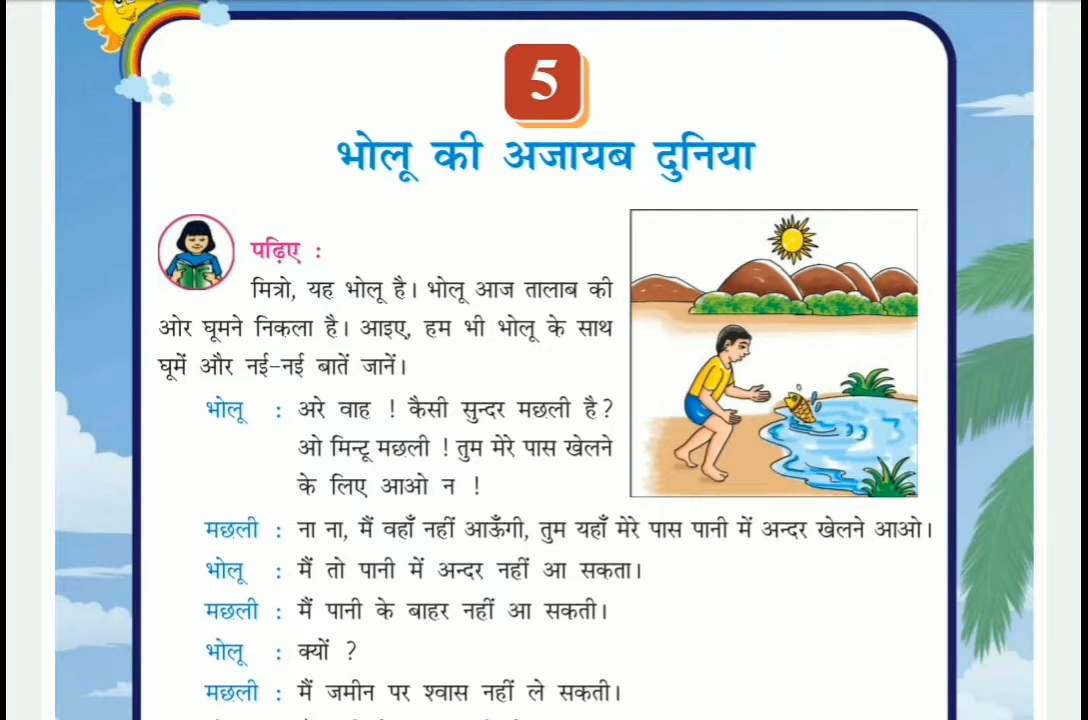 5
भोलू की अजायब दुनिया
पढ़िए :
मित्रो, यह भोलू है। भोलू आज तालाब की
ओर घूमने निकला है। आइए, हम भी भोलू के साथ
घूमें और नई-नई बातें जानें।
भोलू : अरे वाह ! कैसी सुन्दर मछली है?
ओ मिन्टू मछली ! तुम मेरे पास खेलने
के लिए आओ न !
मछली : ना ना, मैं वहाँ नहीं आऊँगी, तुम यहाँ मेरे पास पानी में अन्दर खेलने आओ।
भोलू : मैं तो पानी में अन्दर नहीं आ सकता।
मछली : मैं पानी के बाहर नहीं आ सकती।
भोलू : क्यों ?
मछली : मैं जमीन पर श्वास नहीं ले सकती।